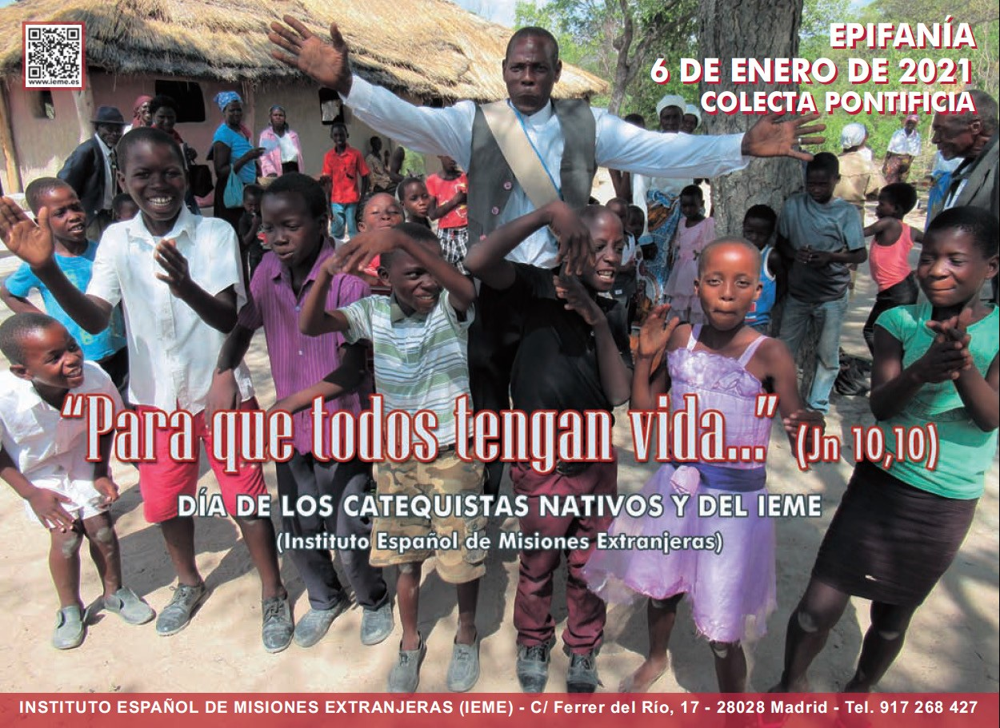 www.ieme.es
EPIFANÍA
6 DE ENERO DE 2021
COLECTA PONTIFICIA
“Para que todos tengan vida...” (Jn 10,10)
DÍA DE LOS CATEQUISTAS NATIVOS Y DEL IEME
(Instituto Español de Misiones Extranjeras)
INSTITUTO ESPAÑOL DE MISIONES EXTRANJERAS (IEME) - C/ Ferrer del Río, 17 - 28028 Madrid - Tel. 917 268 427